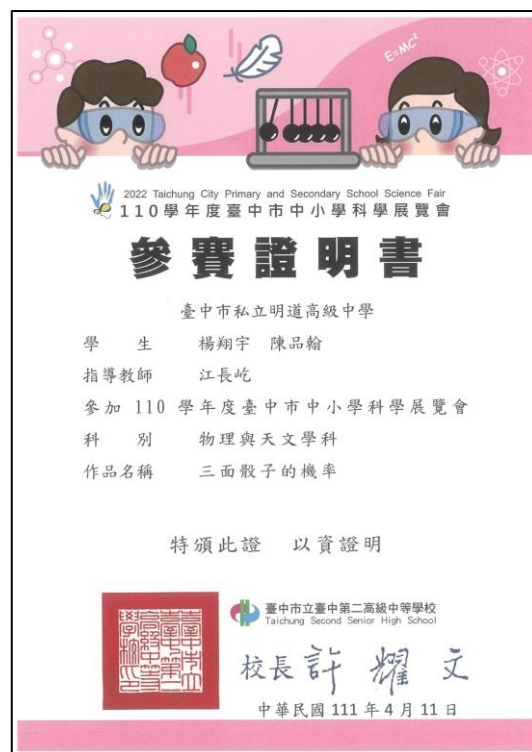 E=MC²
2022 Taichung City Primary and Secondary School Science Fair
110學年度臺中市中小學科學展覽會
參賽證明書
臺中市私立明道高級中學
學 生 楊翔宇 陳品翰
指導教師 江長屹
參加 110 學年度臺中市中小學科學展覽會
科 別 物理與天文學科
作品名稱 三面骰子的機率
特頒此證 以資證明
臺中市立臺中第二高級中等學校
Taichung Second Senior High School
校長 許耀文
中華民國 111 年 4 月 11 日